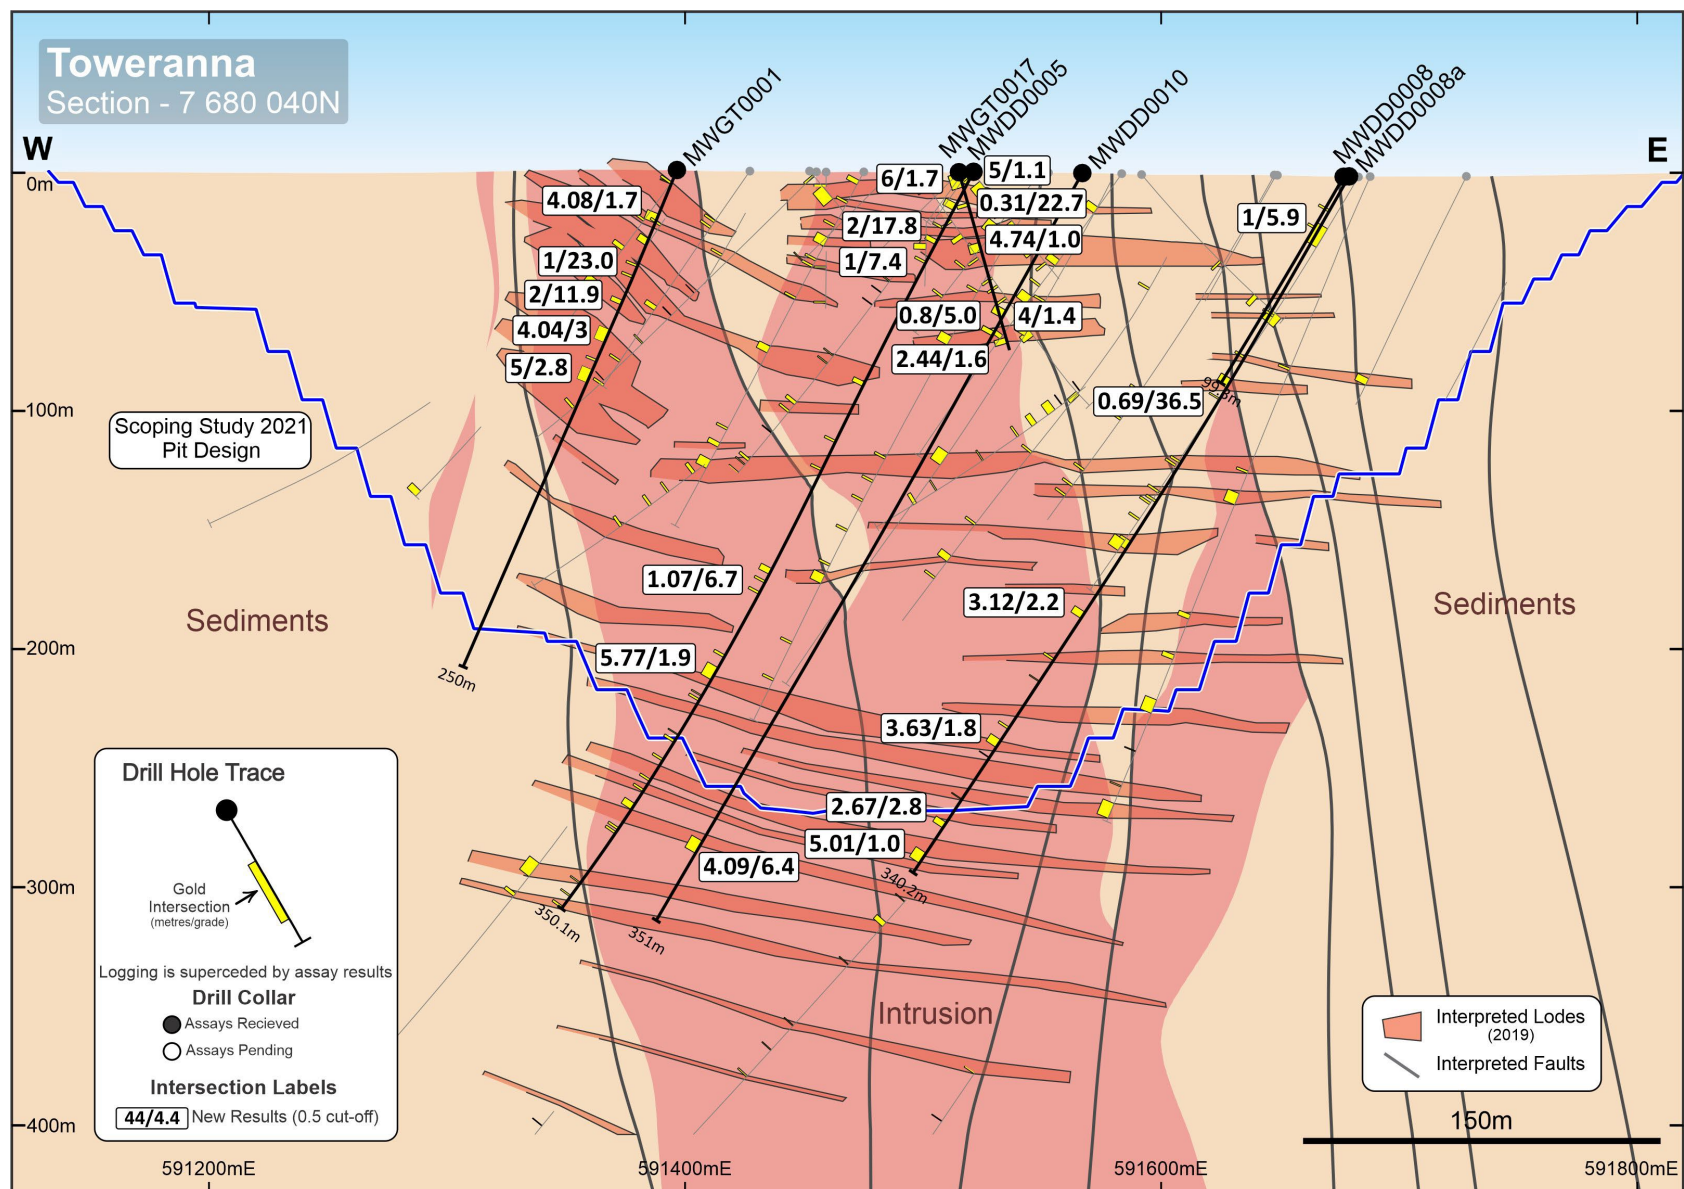 Toweranna
Section - 7 680 040N
W
E
MWGT0001
MWGT0017
MWDD0005
MWDD0010
MWDD0008
MWDD0008a
0m
6/1.7
5/1.1
4.08/1.7
0.31/22.7
2/17.8
1/5.9
4.74/1.0
1/23.0
1/7.4
2/11.9
0.8/5.0
4/1.4
4.04/3
2.44/1.6
5/2.8
99.3m
0.69/36.5
100m
Scoping Study 2021
Pit Design
1.07/6.7
3.12/2.2
Sediments
Sediments
200m
5.77/1.9
250m
3.63/1.8
2.67/2.8
5.01/1.0
4.09/6.4
300m
340.2m
350.1m
351m
Drill Hole Trace
Gold
Intersection
(metres/grade)
Logging is superceded by assay results
Drill Collar
Assays Recieved
Assays Pending
Intersection Labels
44/4.4 New Results (0.5 cut-off)
Intrusion
Interpreted Lodes
(2019)
Interpreted Faults
150m
400m
591200mE
591400mE
591600mE
591800mE